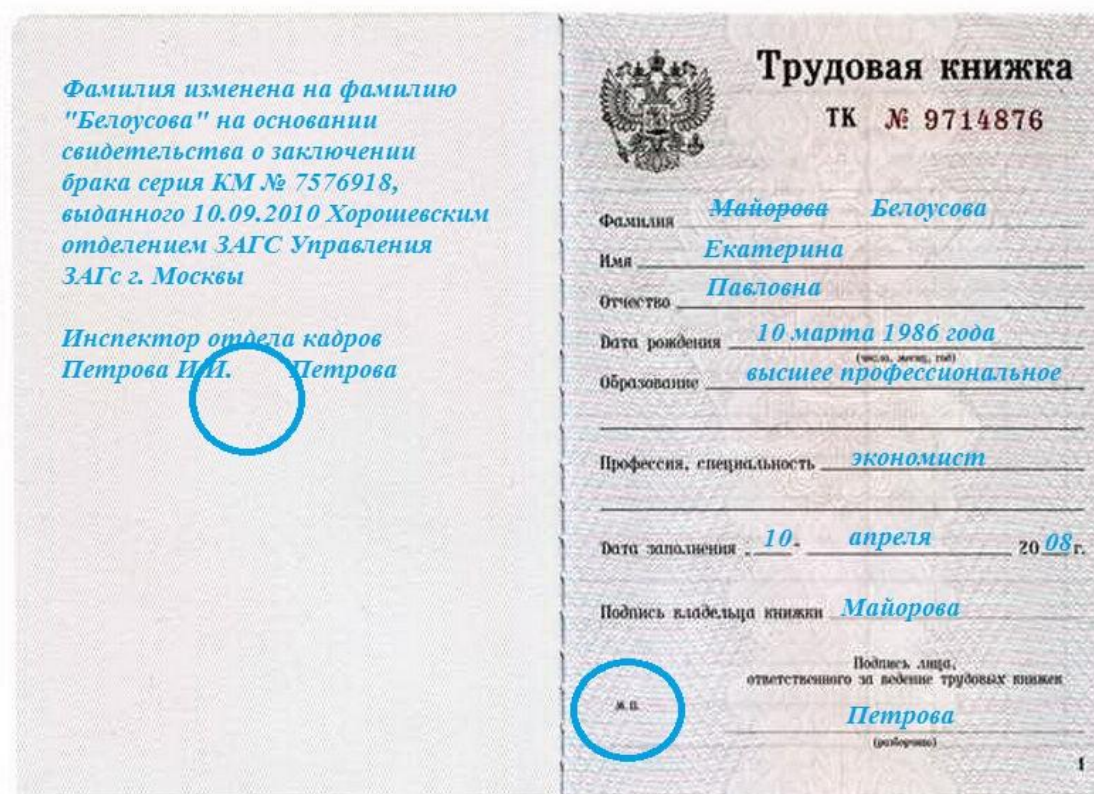 Фамилия изменена на фамилию
"Белоусова" на основании
свидетельства о заключении
брака серия КМ № 7576918,
выданного 10.09.2010 Хорошевским
отделением ЗАГС Управления
ЗАГс г. Москвы
Инспектор отдела кадров
Петрова И.И. Петрова
Трудовая книжка
ТК № 9714876
Фамилия Майорова Белоусова
Имя Екатерина
Отчество Павловна
Дата рождения 10 марта 1986 года
(число, месяц, год)
Образование высшее профессиональное
Профессия, специальность экономист
Дата заполнения 10 апреля 2008 г.
Подпись владельца книжки Майорова
Подпись лица,
ответственного за ведение трудовых книжек
М.П.
Петрова
(разборчиво)
1